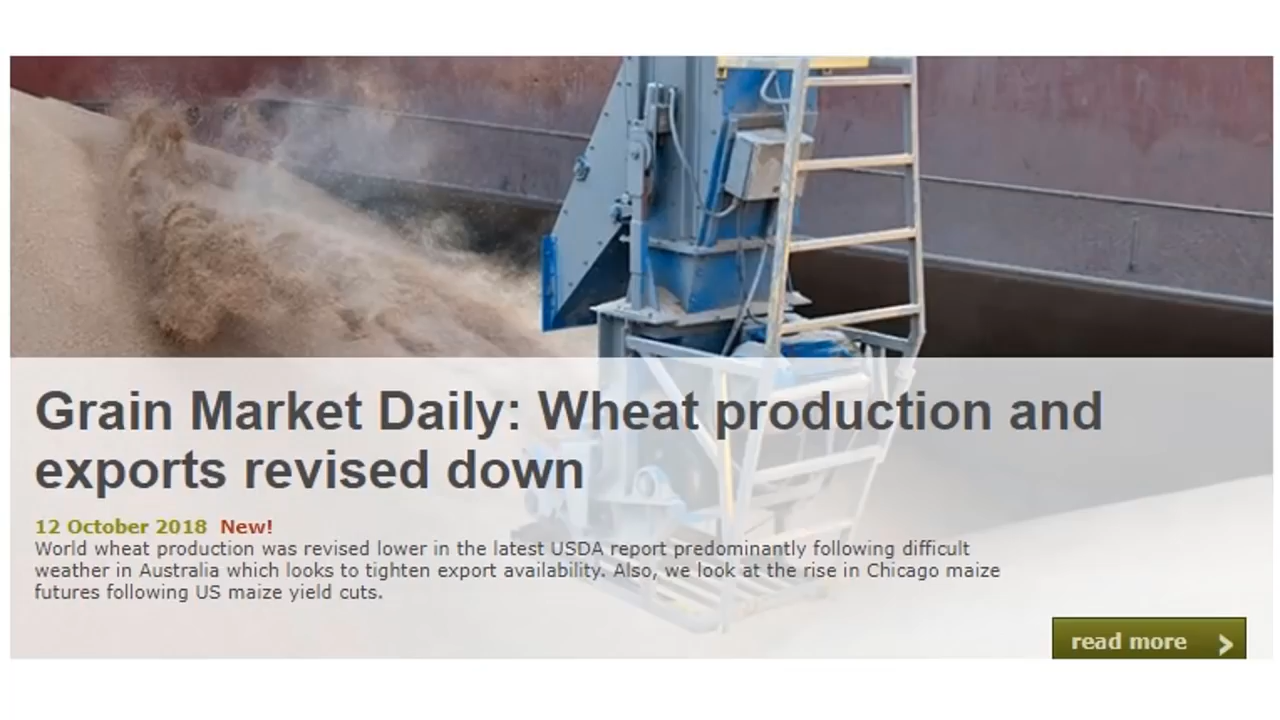 Grain Market Daily: Wheat production and
exports revised down
12 October 2018 New!
World wheat production was revised lower in the latest USDA report predominantly following difficult
weather in Australia which looks to tighten export availability. Also, we look at the rise in Chicago maize
futures following US maize yield cuts.
read more